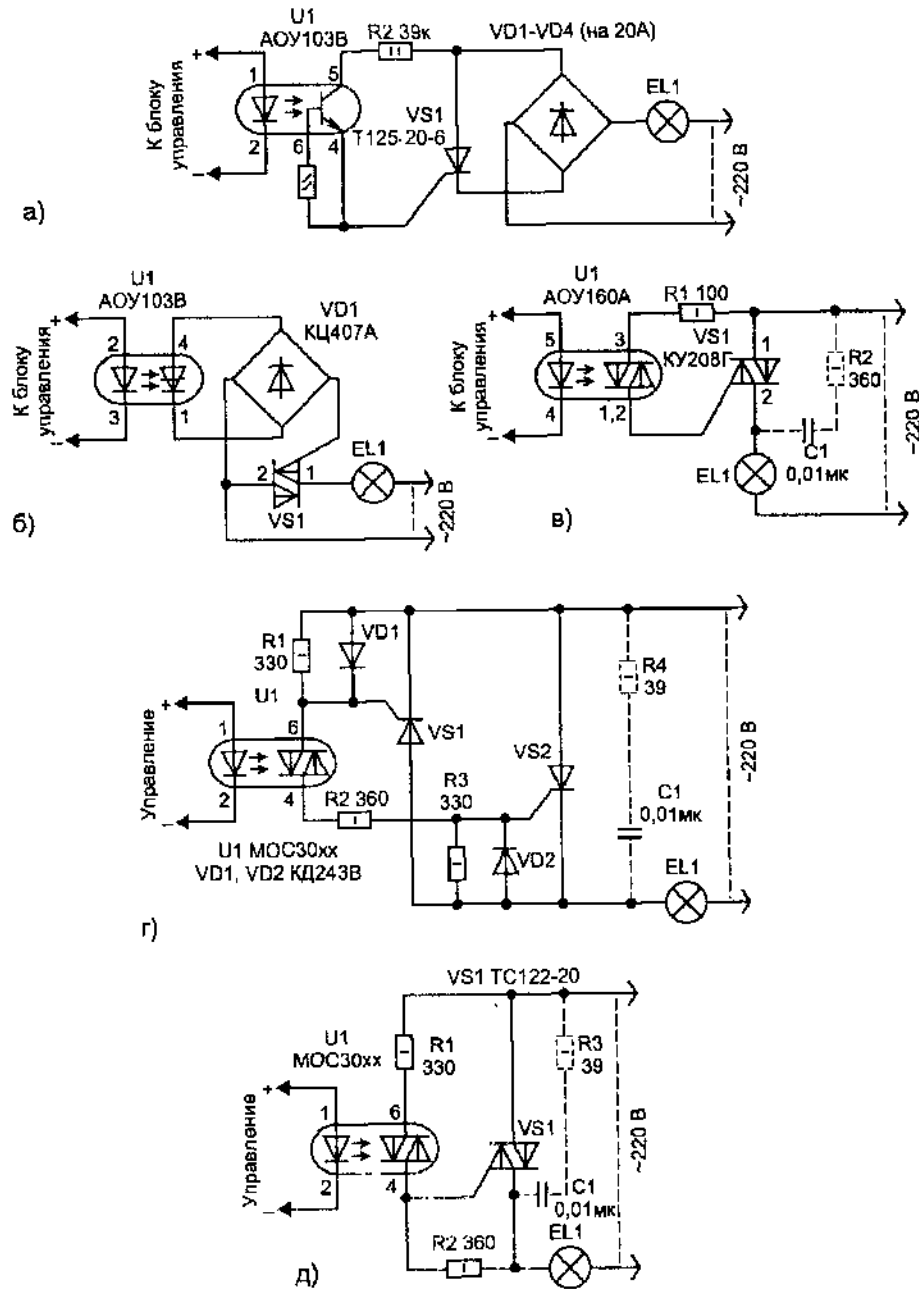 U1
АОУ103В
R2 39к
VD1-VD4 (на 20А)
EL1
+
1
5
VS1
Т125-20-6
К блоку
управления
2
6
4
−
~220 В
а)
U1
АОУ103В
VD1
КЦ407А
+
2
4
К блоку
управления
3
1
−
2
1
EL1
VS1
~220 В
б)
U1
АОУ160А
R1 100
VS1
КУ208Г
+
5
3
1
R2
360
К блоку
управления
4
1,2
2
−
C1
0,01мк
EL1
~220 В
в)
R1
330
VD1
R4
39
U1
+
1
6
VS1
VS2
Управление
2
4
R2 360
R3
330
C1
0,01мк
−
VD2
U1 MOC30xx
VD1, VD2 КД243В
EL1
~220 В
г)
VS1 ТС122-20
U1
MOC30xx
R1
330
R3
39
+
1
6
VS1
Управление
2
4
−
C1
0,01мк
R2 360
EL1
~220 В
д)